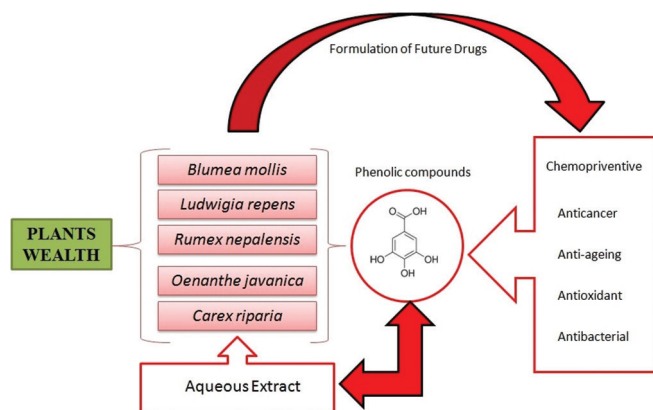 Formulation of Future Drugs
PLANTS
WEALTH
Blumea mollis
Ludwigia repens
Rumex nepalensis
Oenanthe javanica
Carex riparia
Aqueous Extract
Phenolic compounds
O
OH
HO
OH
OH
Chemopriventive
Anticancer
Anti-ageing
Antioxidant
Antibacterial